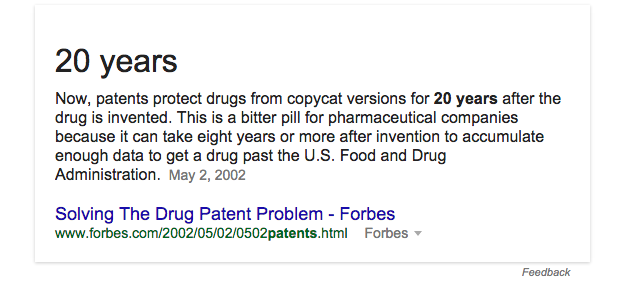 20 years
Now, patents protect drugs from copycat versions for 20 years after the
drug is invented. This is a bitter pill for pharmaceutical companies
because it can take eight years or more after invention to accumulate
enough data to get a drug past the U.S. Food and Drug
Administration. May 2, 2002
Solving The Drug Patent Problem - Forbes
www.forbes.com/2002/05/02/0502patents.html Forbes
Feedback